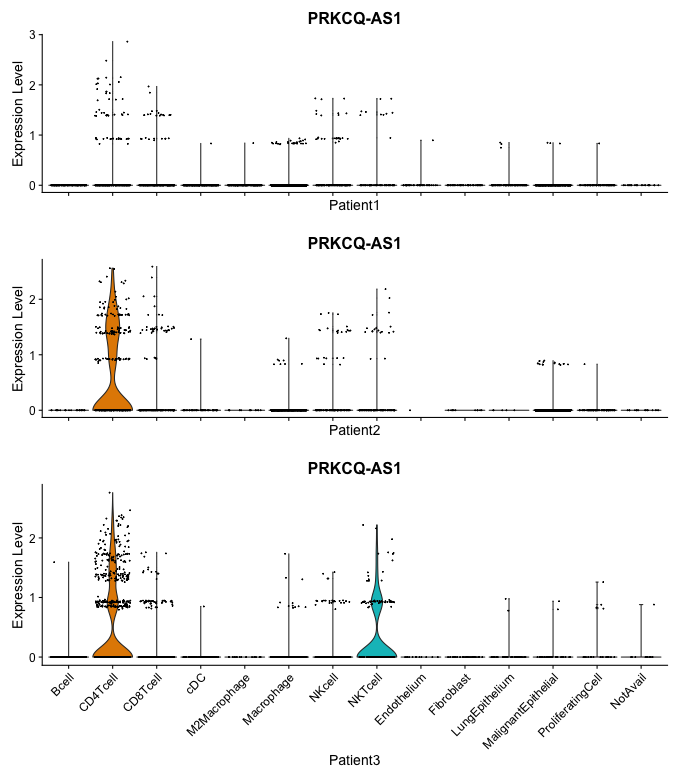 PRKCQ-AS1
Expression Level
3
2
1
0
Patient1
PRKCQ-AS1
Expression Level
2
1
0
Patient2
PRKCQ-AS1
Expression Level
2
1
0
Bcell
CD4Tcell
CD8Tcell
cDC
M2Macrophage
Macrophage
NKcell
NKTcell
Endothelium
Fibroblast
LungEpithelium
MalignantEpithelial
ProliferatingCell
NotAvail
Patient3